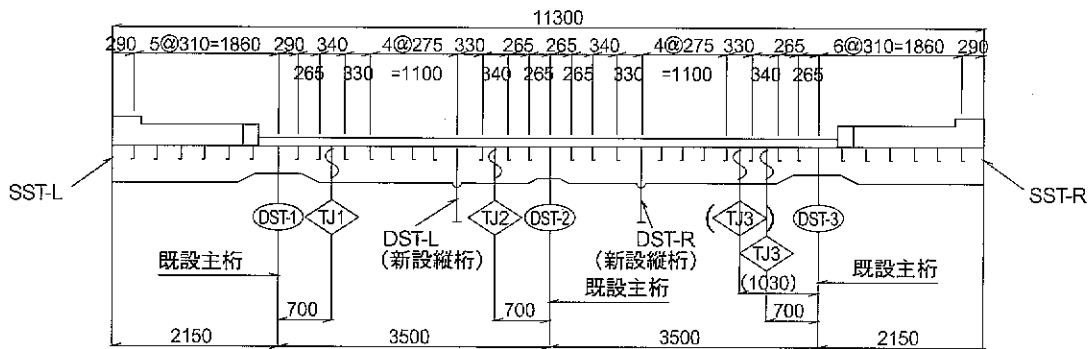 11300
290 5@310=1860 290 340 4@275 330 265 265 340 4@275 330 265 6@310=1860 290
265 330 =1100 340 265 265 330 =1100 340 265
SST-L
SST-R
DST-1
TJ1
TJ2
DST-2
(TJ3)
DST-3
DST-L
(新設縦桁)
DST-R
(新設縦桁)
TJ3
既設主桁
既設主桁
既設主桁
(1030)
700
700
700
2150
3500
3500
2150